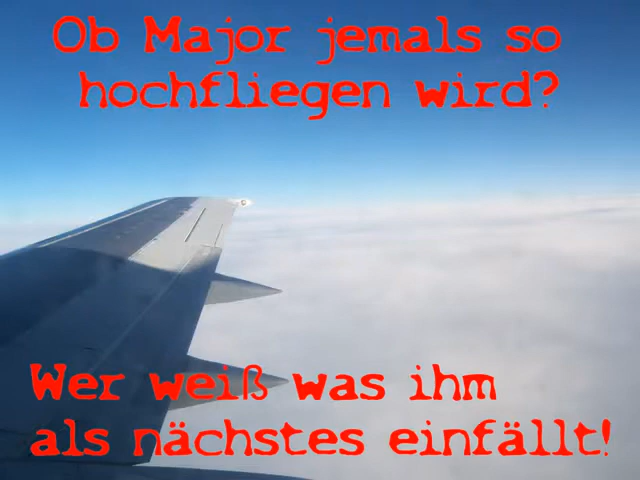 Ob Major jemals so
hochfliegen wird?
Wer weiß was ihm
als nächstes einfällt!